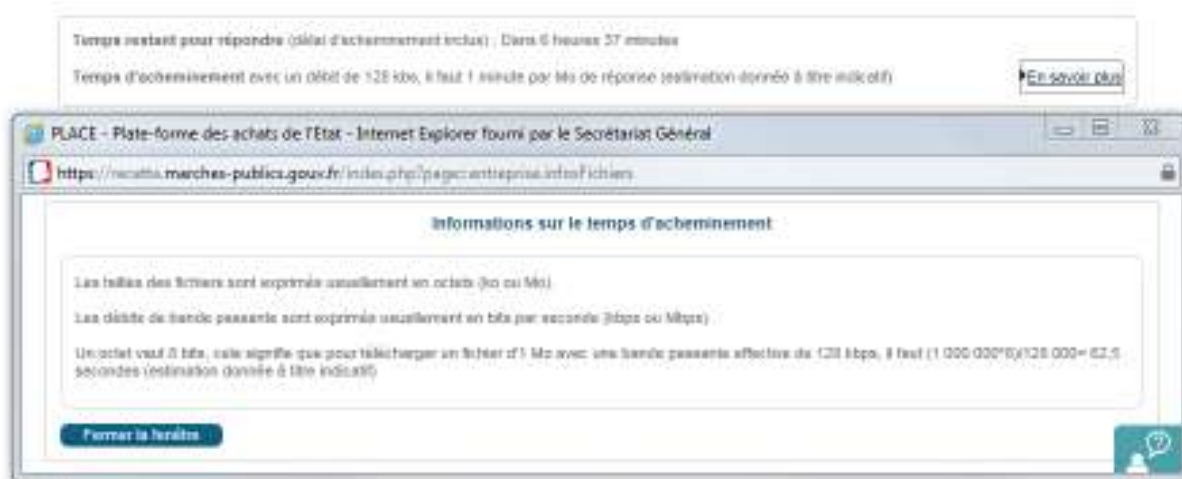 Temps restant pour répondre (délai d'acheminement inclus) : Dans 6 heures 37 minutes
Temps d'acheminement avec un débit de 128 kbs, il faut 1 minute par Mo de réponse (estimation donnée à titre indicatif)
En savoir plus
PLACE - Plate-forme des achats de l'Etat - Internet Explorer fourni par le Secrétariat Général
https://recette.marches-publics.gouv.fr/index.php?page=entreprise.infosFichiers
Informations sur le temps d'acheminement
Les tailles des fichiers sont exprimés usuellement en octets (ko ou Mo)
Les débits de bande passante sont exprimés usuellement en bits par seconde (kbps ou Mbps)
Un octet vaut 8 bits, cela signifie que pour télécharger un fichier d'1 Mo avec une bande passante effective de 128 kbps, il faut (1 000 000*8)/128 000= 62,5
secondes (estimation donnée à titre indicatif)
Fermer la fenêtre